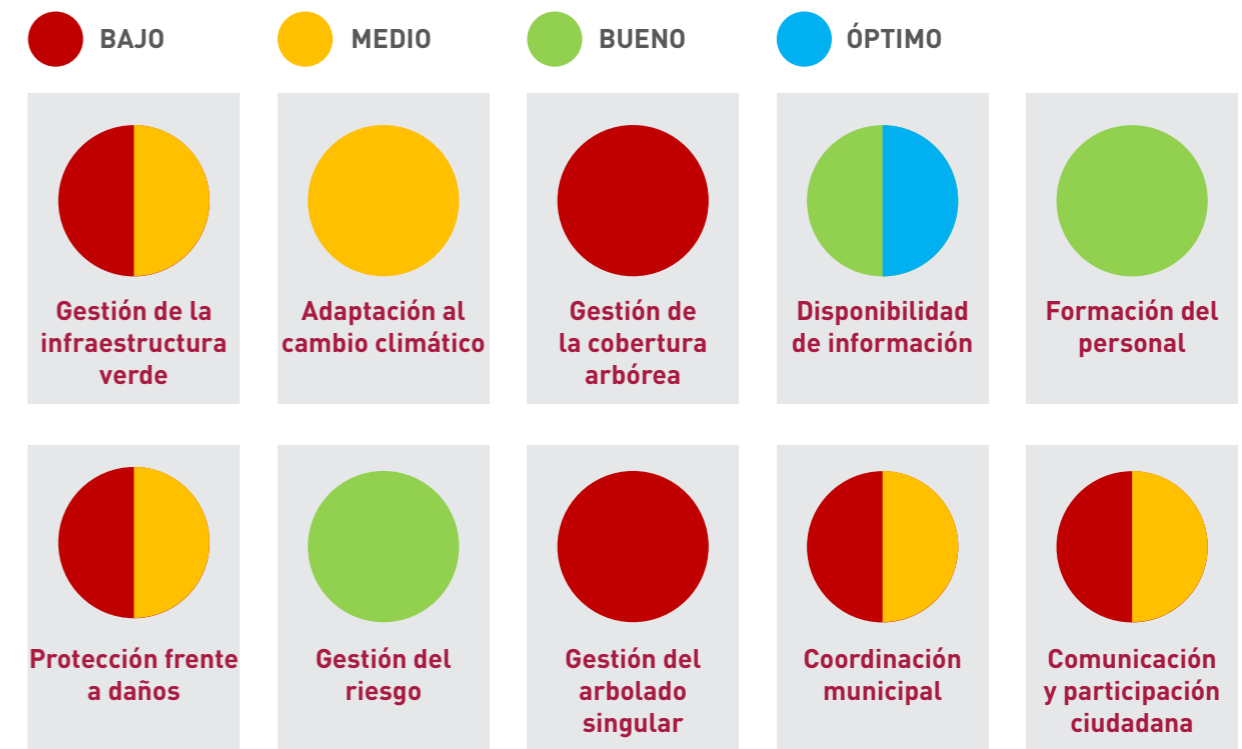 BAJO
MEDIO
BUENO
ÓPTIMO
Gestión de la
infraestructura
verde
Adaptación al
cambio climático
Gestión de
la cobertura
arbórea
Disponibilidad
de información
Formación del
personal
Protección frente
a daños
Gestión del
riesgo
Gestión del
arbolado
singular
Coordinación
municipal
Comunicación
y participación
ciudadana